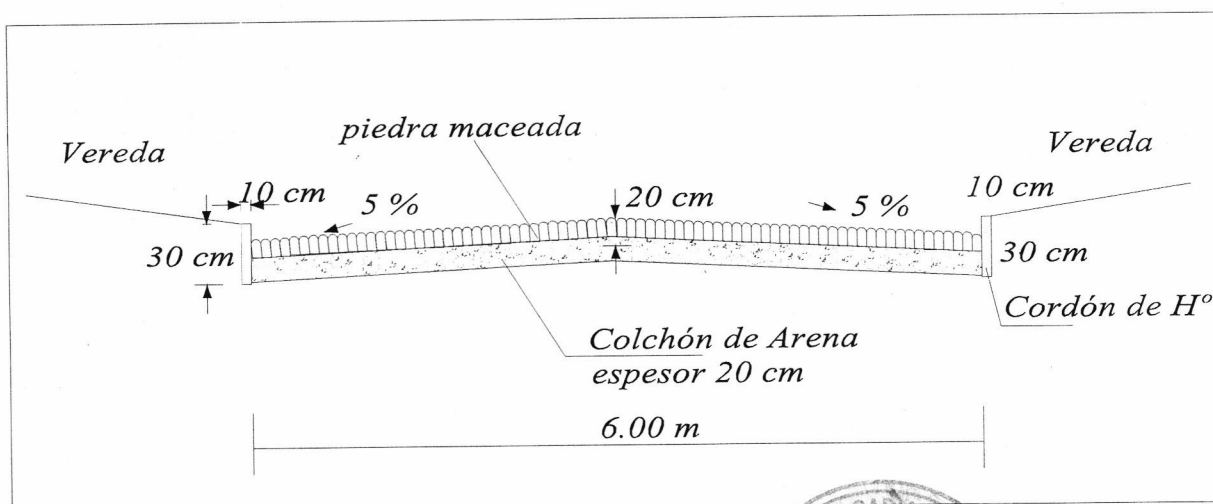 piedra maceada
Vereda
Vereda
10 cm
5 %
20 cm
5 %
10 cm
30 cm
30 cm
Cordón de Hº
Colchón de Arena
espesor 20 cm
6.00 m